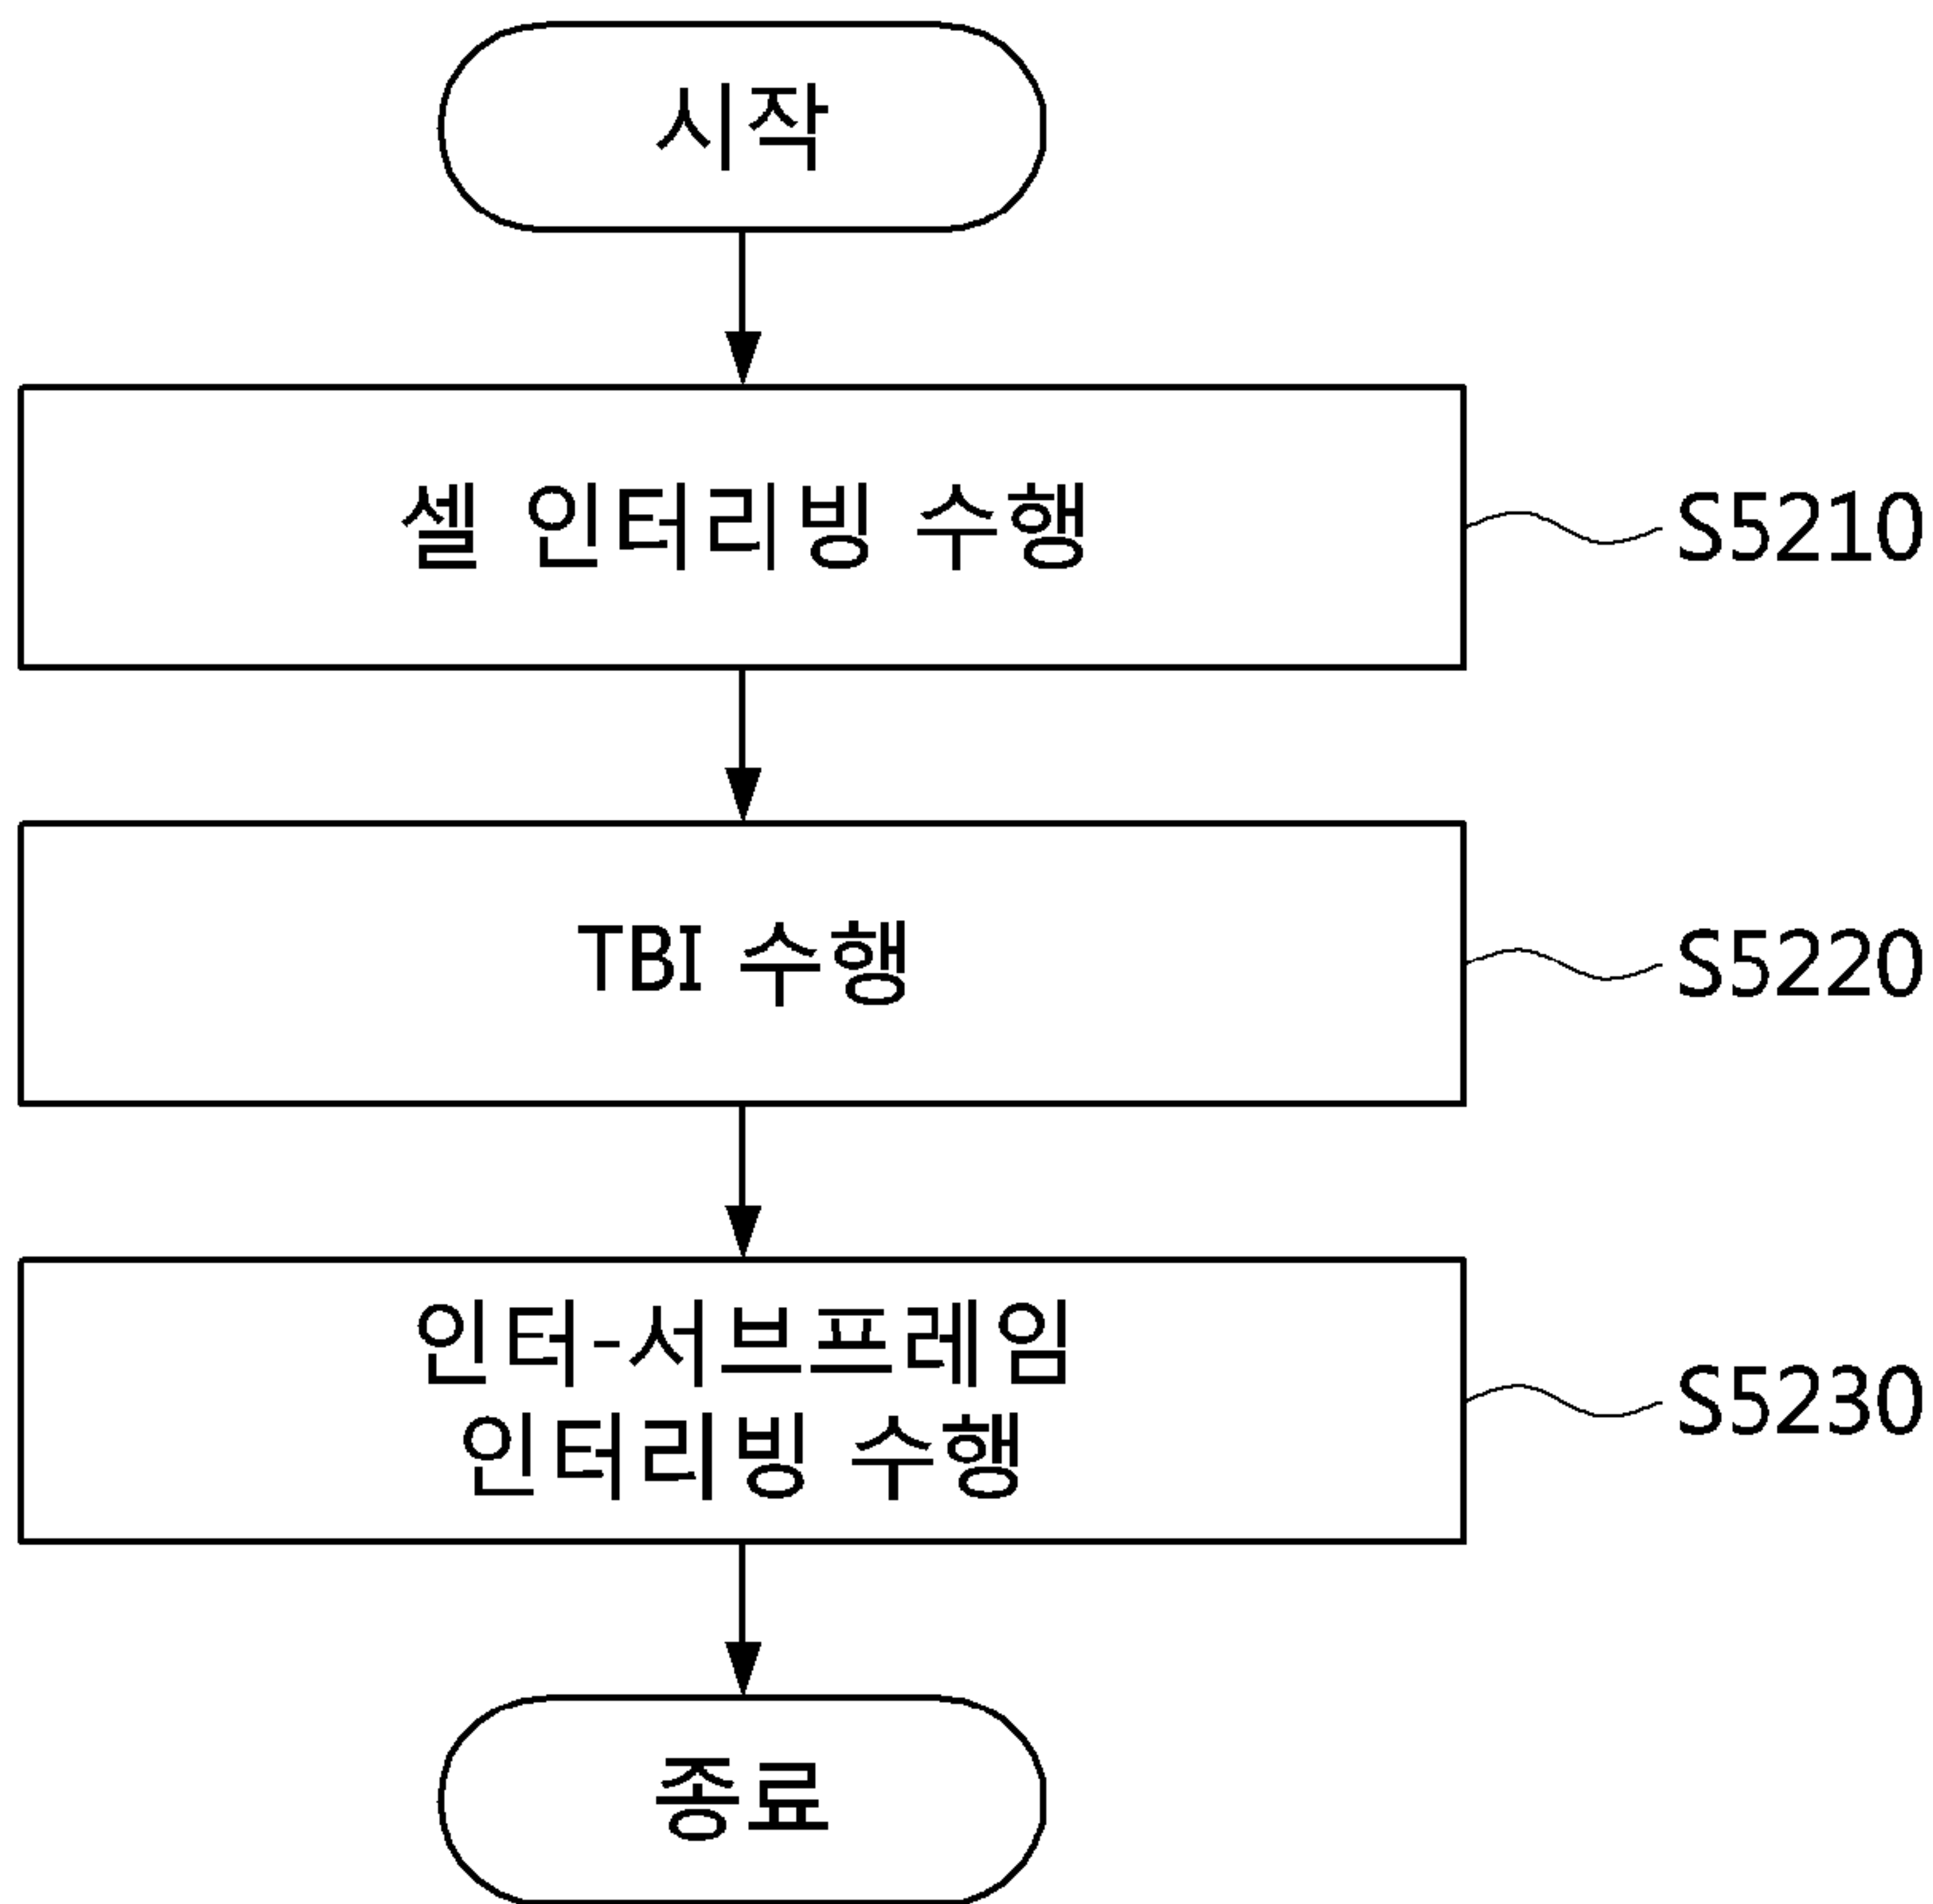 시작
셀 인터리빙 수행
S5210
TBI 수행
S5220
인터-서브프레임
인터리빙 수행
S5230
종료